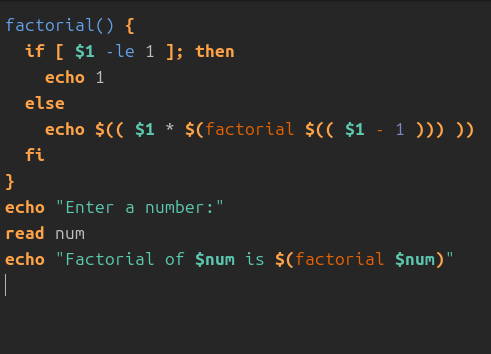 factorial() {
  if [ $1 -le 1 ]; then
    echo 1
  else
    echo $(( $1 * $(factorial $(( $1 - 1 ))) ))
  fi
}
echo "Enter a number:"
read num
echo "Factorial of $num is $(factorial $num)"